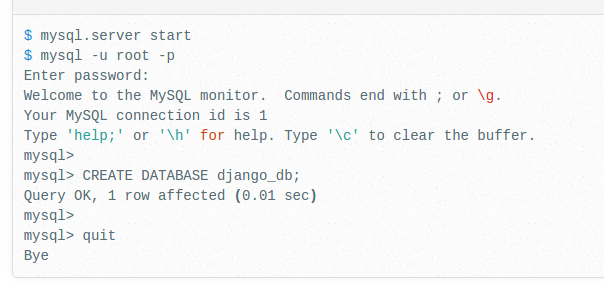 $ mysql.server start
$ mysql -u root -p
Enter password:
Welcome to the MySQL monitor.  Commands end with ; or \g.
Your MySQL connection id is 1
Type 'help;' or '\h' for help. Type '\c' to clear the buffer.
mysql>
mysql> CREATE DATABASE django_db;
Query OK, 1 row affected (0.01 sec)
mysql>
mysql> quit
Bye